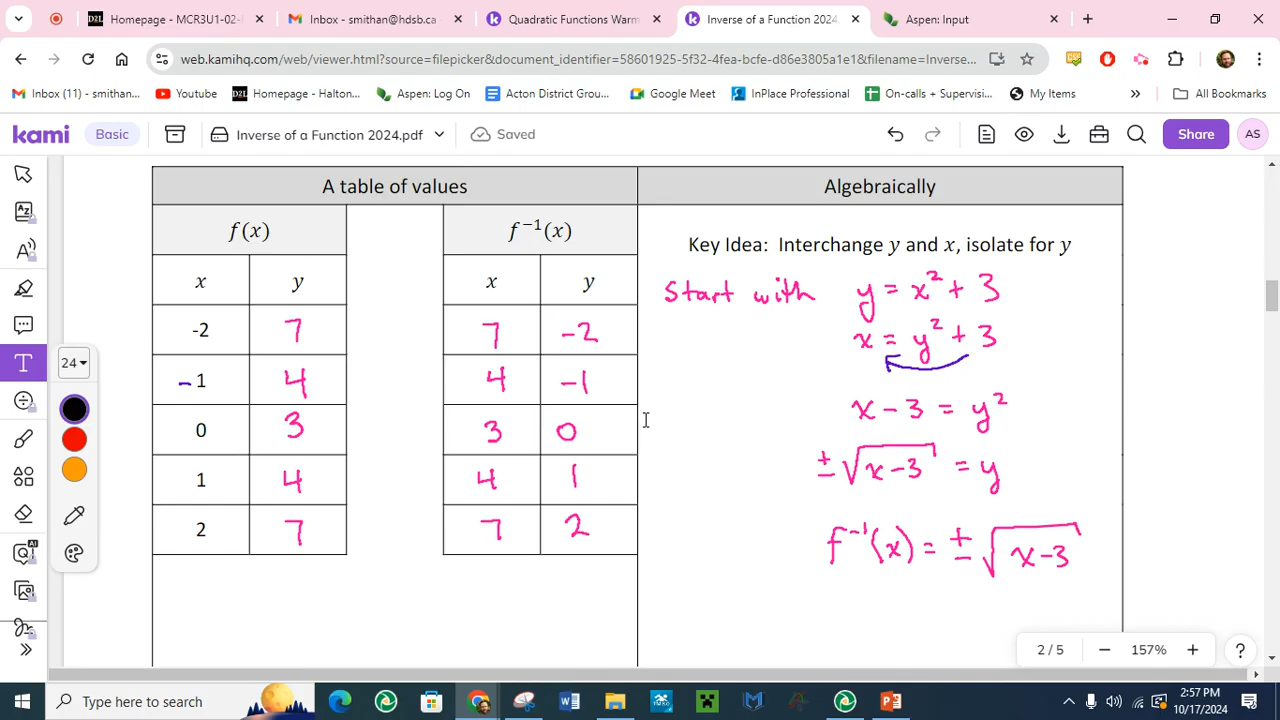 Homepage - MCR3U1-02-
Inbox - smithan@hdsb.ca
Quadratic Functions Warm
Inverse of a Function 2024
Aspen: Input
web.kamihq.com/web/viewer.html?source=filepicker&document_identifier=58601925-5f32-4fea-bcfe-d86e3805a1e1&filename=Inverse...
Inbox (11) - smithan...
Youtube
Homepage - Halton...
Aspen: Log On
Acton District Grou...
Google Meet
InPlace Professional
On-calls + Supervisi...
My Items
All Bookmarks
kami
Basic
Inverse of a Function 2024.pdf
Saved
Share
AS
A table of values
Algebraically
f(x)
f⁻¹(x)
Key Idea: Interchange y and x, isolate for y
x y x y
Start with y = x² + 3
-2 7 7 -2
x = y² + 3
-1 4 4 -1
x - 3 = y²
0 3 3 0
1 4 4 1
± √x-3 = y
2 7 7 2
f⁻¹(x) = ± √x-3
24
2 / 5
157%
Type here to search
2:57 PM
10/17/2024